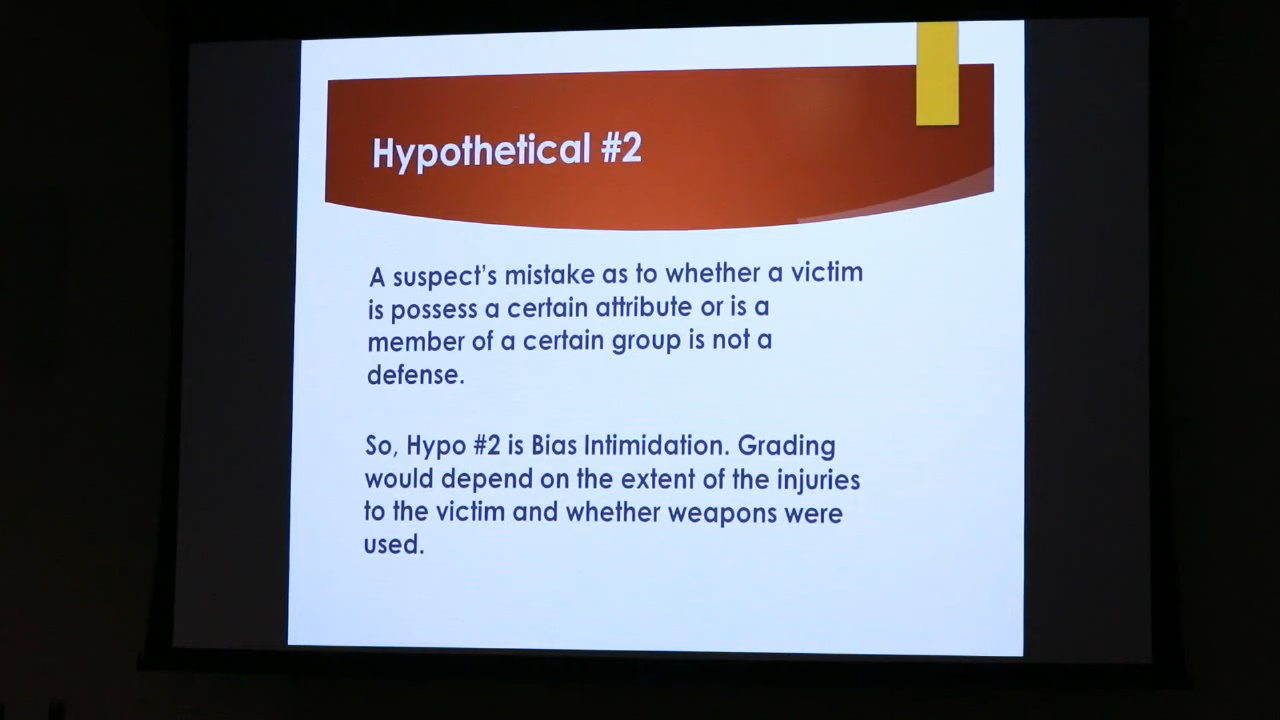 Hypothetical #2
A suspect's mistake as to whether a victim
is possess a certain attribute or is a
member of a certain group is not a
defense.
So, Hypo #2 is Bias Intimidation. Grading
would depend on the extent of the injuries
to the victim and whether weapons were
used.